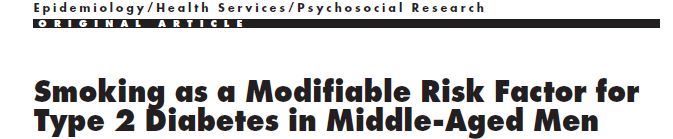 Epidemiology/Health Services/Psychosocial Research
ORIGINAL ARTICLE
Smoking as a Modifiable Risk Factor for
Type 2 Diabetes in Middle-Aged Men